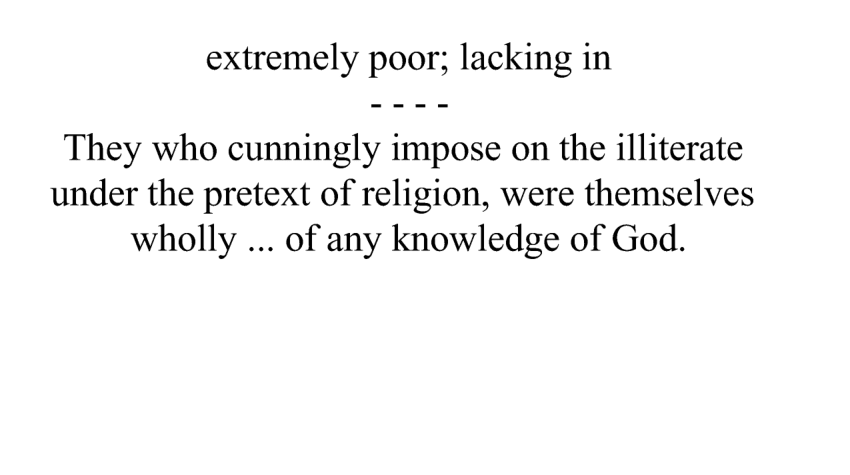 extremely poor; lacking in
- - - -
They who cunningly impose on the illiterate
under the pretext of religion, were themselves
wholly ... of any knowledge of God.